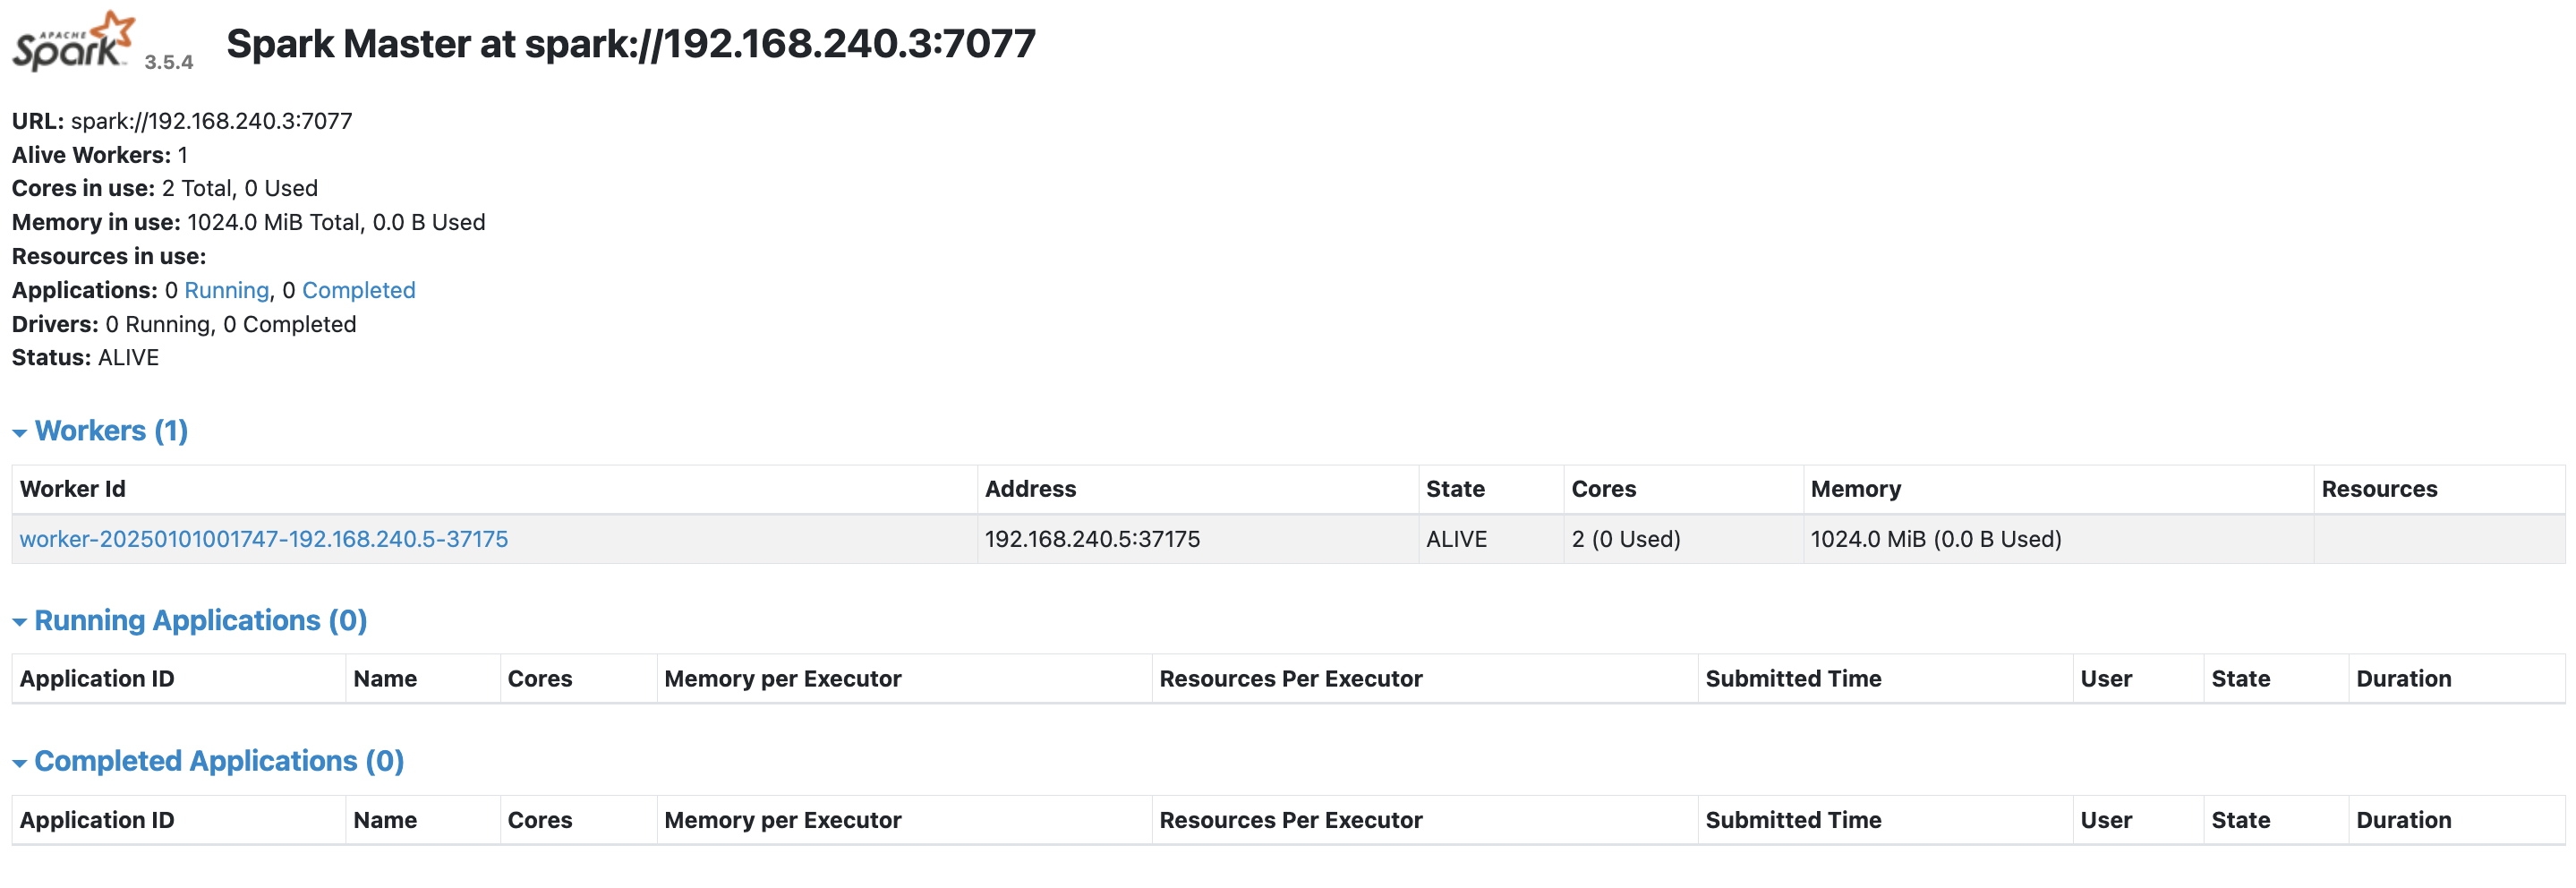 APACHE
Spark™ 3.5.4 Spark Master at spark://192.168.240.3:7077
URL: spark://192.168.240.3:7077
Alive Workers: 1
Cores in use: 2 Total, 0 Used
Memory in use: 1024.0 MiB Total, 0.0 B Used
Resources in use:
Applications: 0 Running, 0 Completed
Drivers: 0 Running, 0 Completed
Status: ALIVE
Workers (1)
Worker Id Address State Cores Memory Resources
worker-20250101001747-192.168.240.5-37175 192.168.240.5:37175 ALIVE 2 (0 Used) 1024.0 MiB (0.0 B Used)
Running Applications (0)
Application ID Name Cores Memory per Executor Resources Per Executor Submitted Time User State Duration
Completed Applications (0)
Application ID Name Cores Memory per Executor Resources Per Executor Submitted Time User State Duration